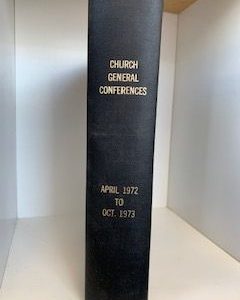 CHURCH
GENERAL
CONFERENCES
APRIL 1972
TO
OCT. 1973